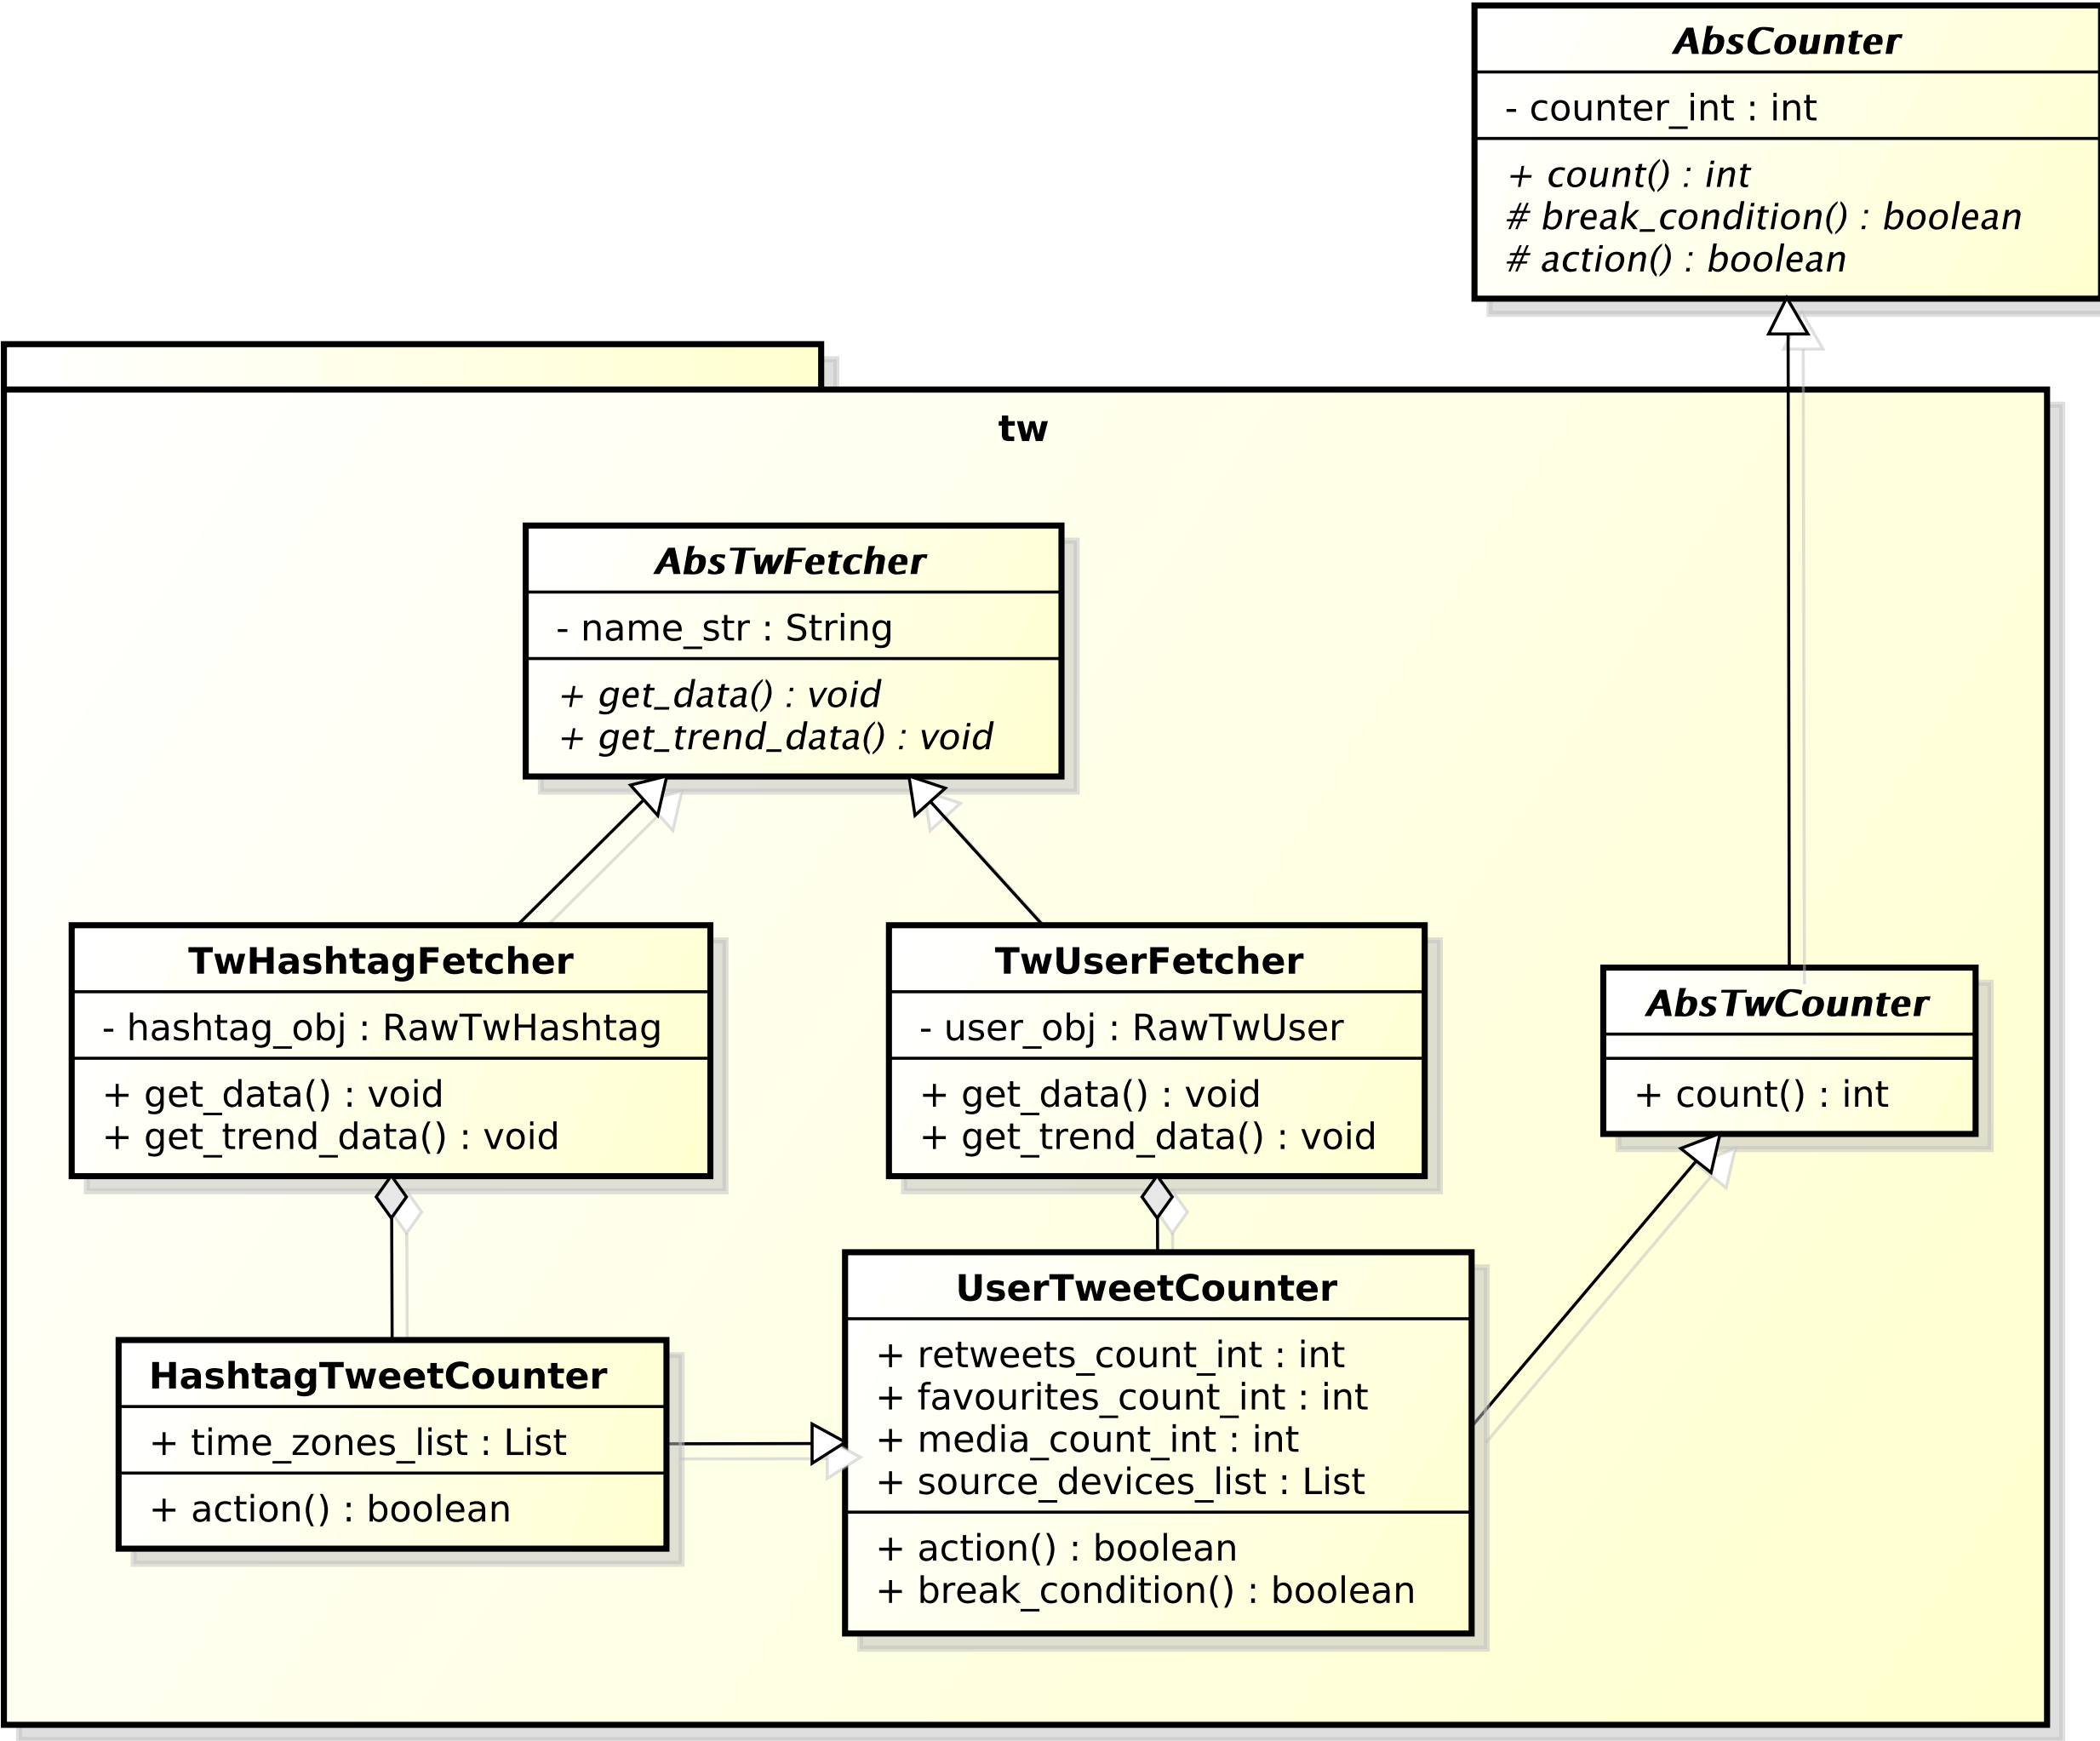 AbsCounter
- counter_int : int
+ count() : int
# break_condition() : boolean
# action() : boolean
tw
AbsTwFetcher
- name_str : String
+ get_data() : void
+ get_trend_data() : void
TwHashtagFetcher
- hashtag_obj : RawTwHashtag
+ get_data() : void
+ get_trend_data() : void
TwUserFetcher
- user_obj : RawTwUser
+ get_data() : void
+ get_trend_data() : void
AbsTwCounter
+ count() : int
HashtagTweetCounter
+ time_zones_list : List
+ action() : boolean
UserTweetCounter
+ retweets_count_int : int
+ favourites_count_int : int
+ media_count_int : int
+ source_devices_list : List
+ action() : boolean
+ break_condition() : boolean